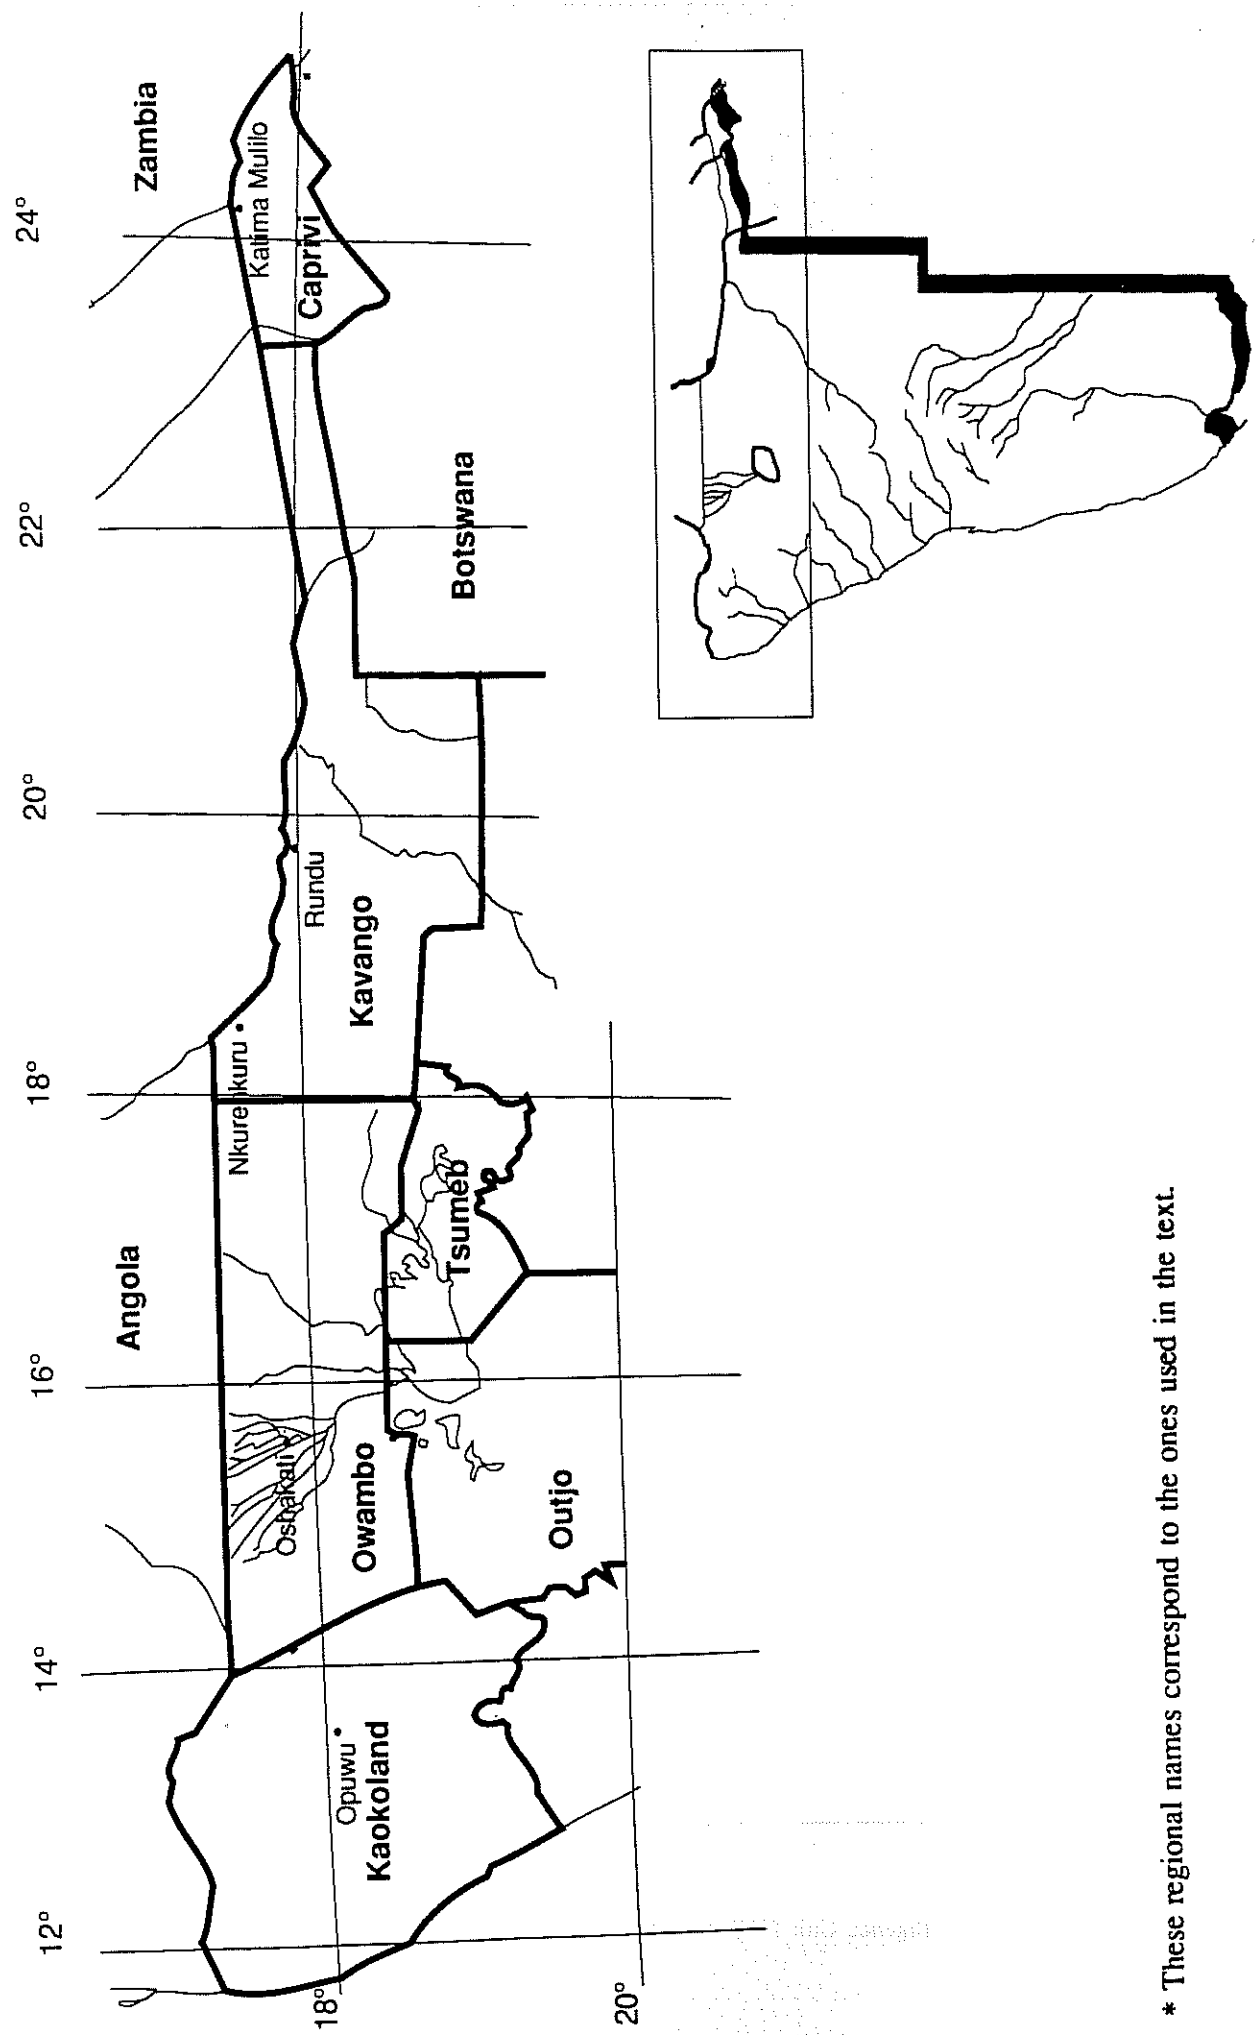 12°
14°
16°
18°
20°
22°
24°
Angola
Zambia
Nkurenkuru
Katima Mulilo
Oshakati
Rundu
Caprivi
18°
Opuwu
Kaokoland
Owambo
Kavango
Tsumeb
Botswana
Outjo
20°
* These regional names correspond to the ones used in the text.